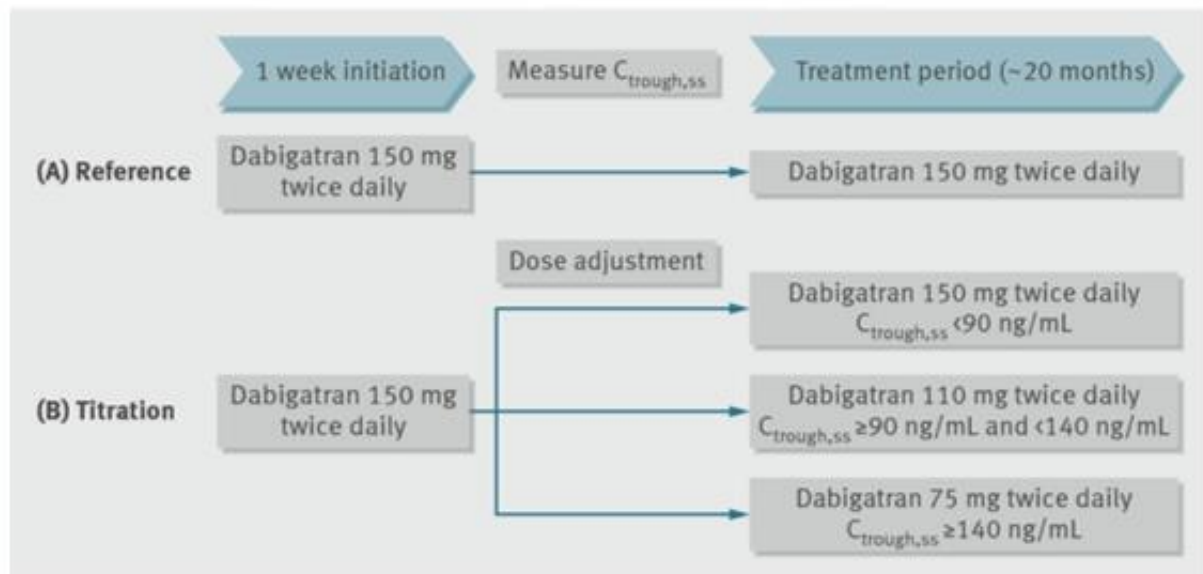 1 week initiation
Measure Ctrough,ss
Treatment period (~20 months)
(A) Reference
Dabigatran 150 mg
twice daily
Dabigatran 150 mg twice daily
Dose adjustment
(B) Titration
Dabigatran 150 mg
twice daily
Dabigatran 150 mg twice daily
Ctrough,ss <90 ng/mL
Dabigatran 110 mg twice daily
Ctrough,ss ≥90 ng/mL and <140 ng/mL
Dabigatran 75 mg twice daily
Ctrough,ss ≥140 ng/mL